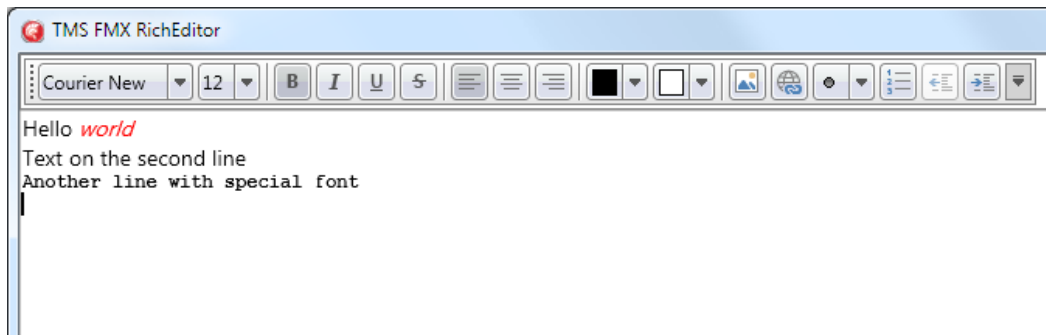 TMS FMX RichEditor
Courier New 12 B I U S
Hello world
Text on the second line
Another line with special font